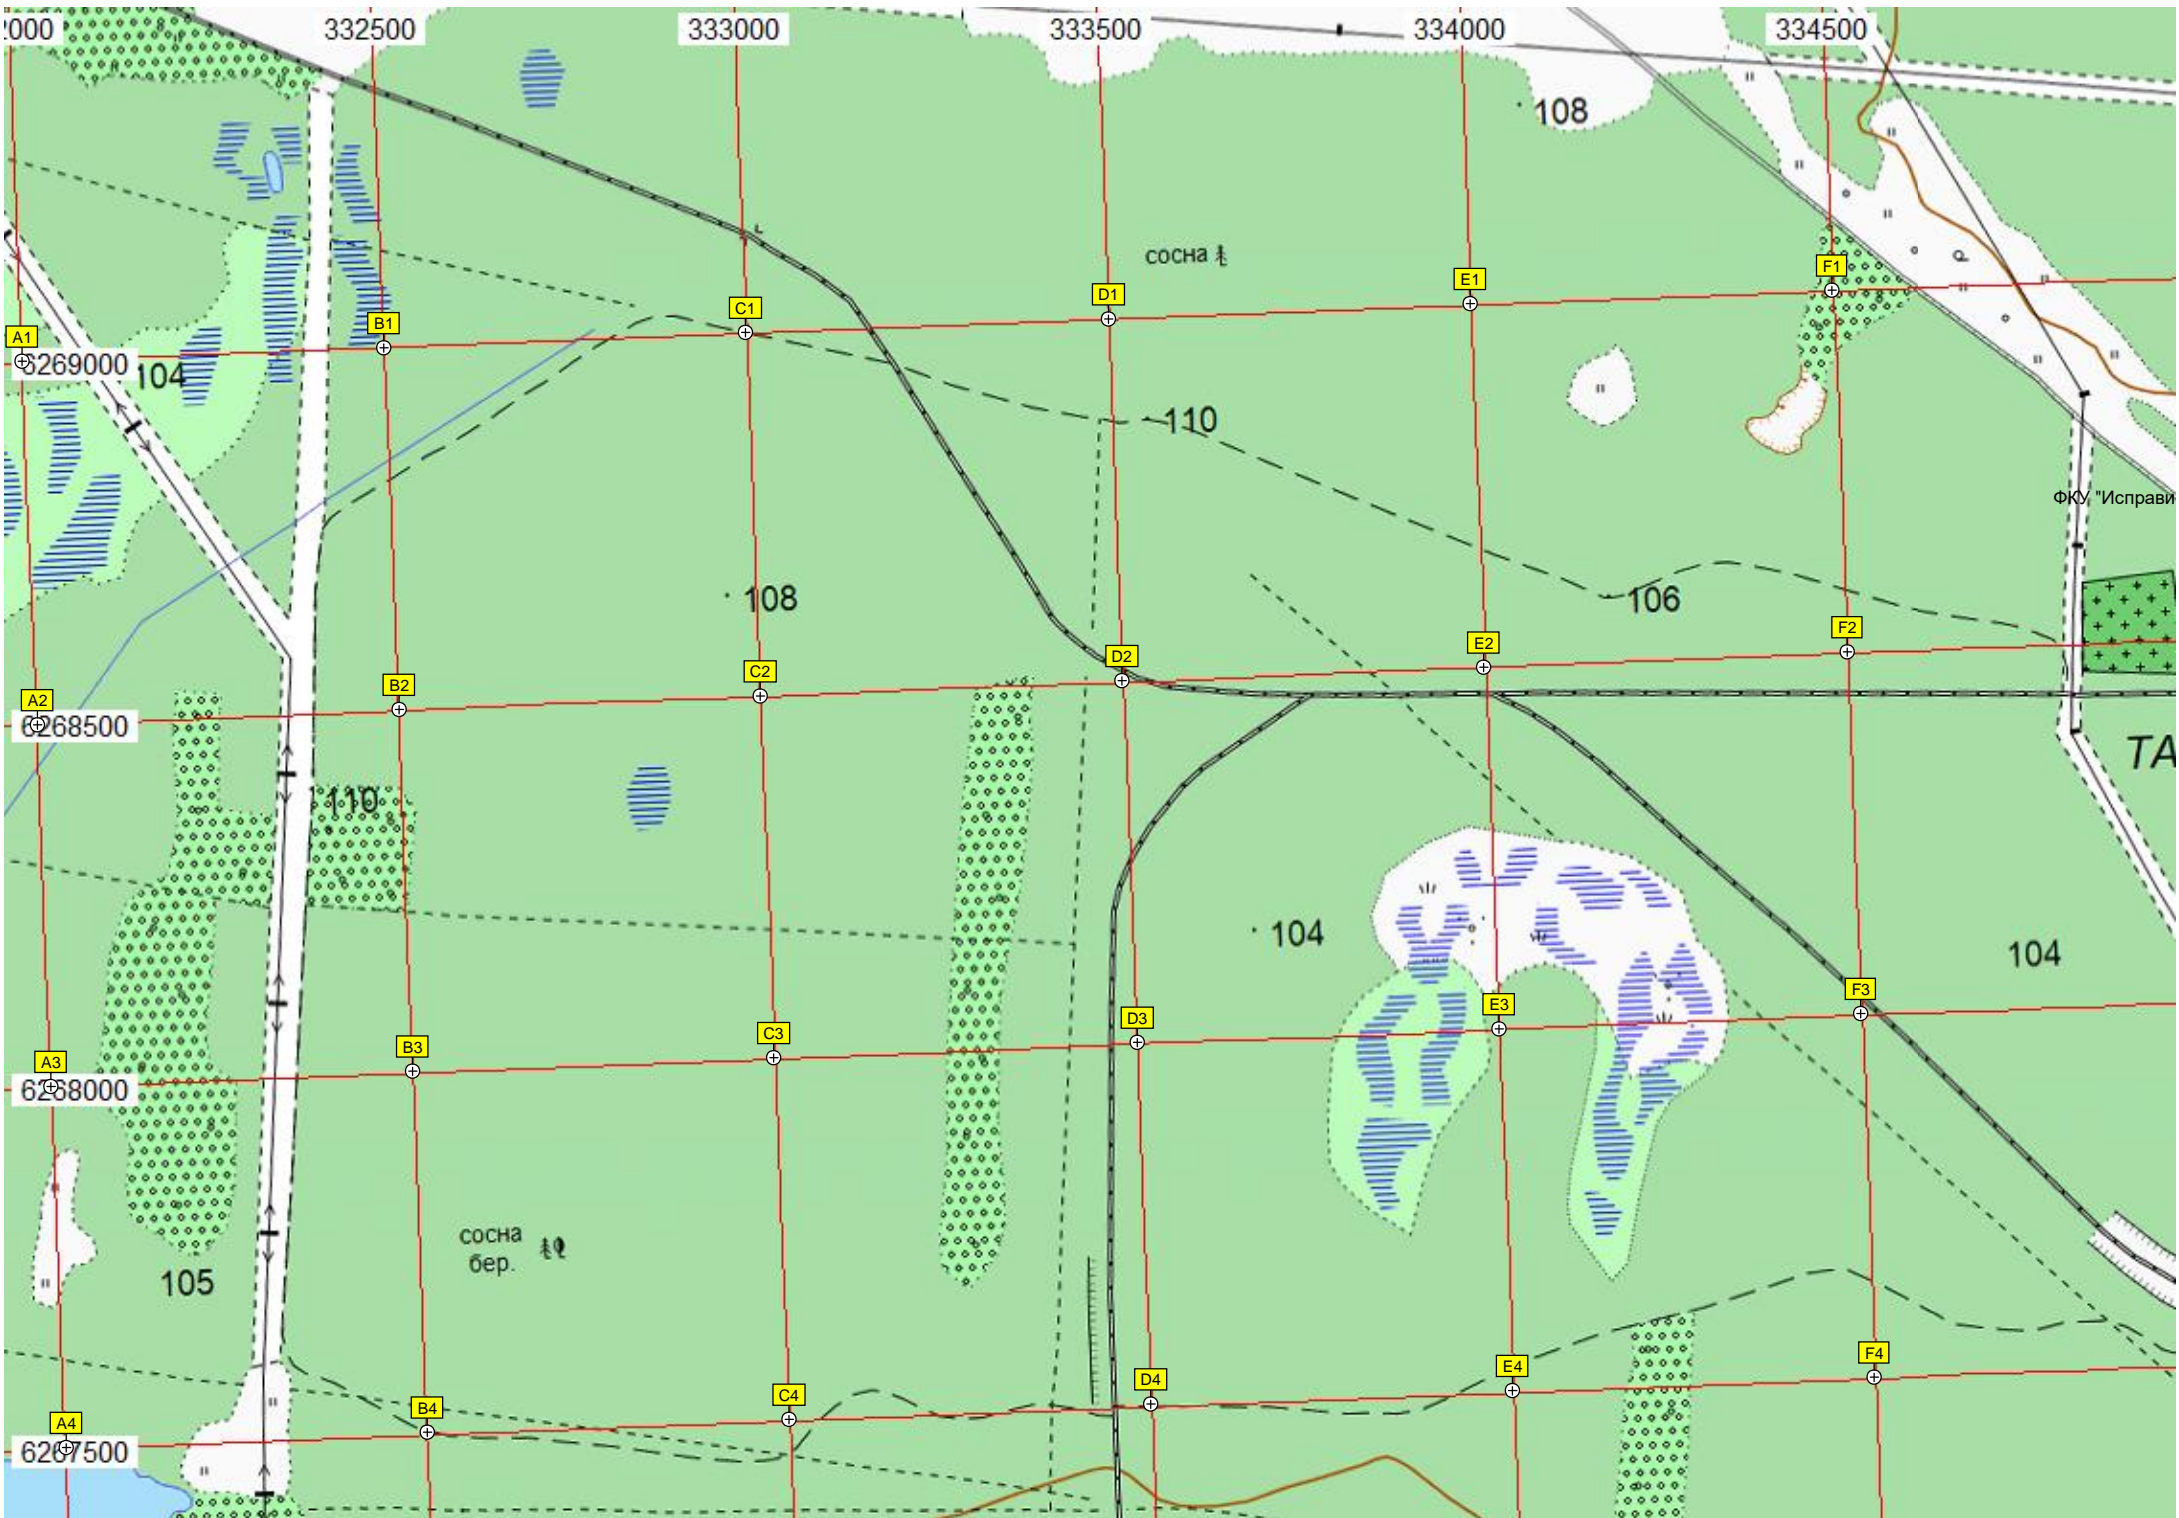 000 332500 333000 333500 334000 334500
108
сосна
F1
E1
D1
C1
B1
A1
6269000
104
110
ФКУ "Исправи
108
106
F2
E2
D2
C2
B2
A2
6268500
ТА
110
104
104
F3
E3
D3
C3
B3
A3
6268000
сосна
бер.
105
F4
E4
D4
C4
B4
A4
6267500